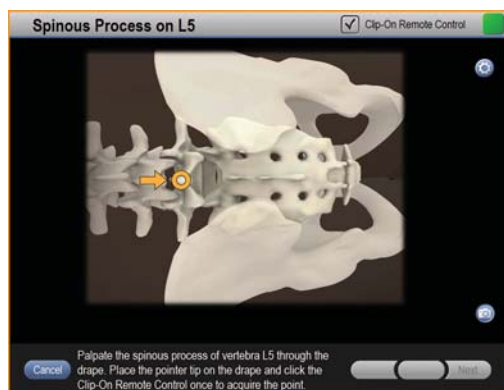 Spinous Process on L5
Clip-On Remote Control
Palpate the spinous process of vertebra L5 through the
drape. Place the pointer tip on the drape and click the
Clip-On Remote Control once to acquire the point.
Cancel
Next